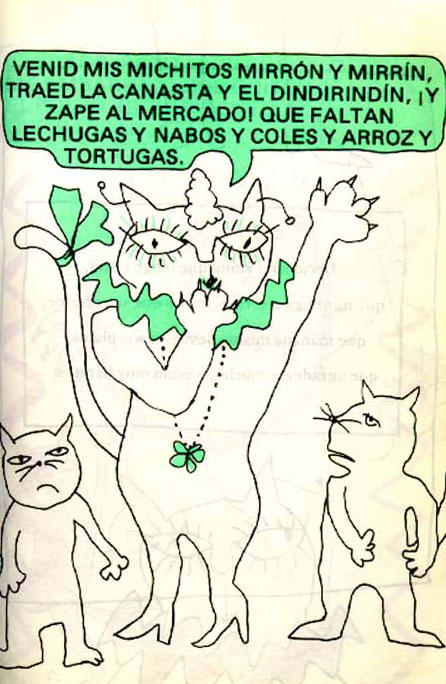 VENID MIS MICHITOS MIRRÓN Y MIRRÍN,
TRAED LA CANASTA Y EL DINDIRINDÍN, ¡Y
ZAPE AL MERCADO! QUE FALTAN
LECHUGAS Y NABOS Y COLES Y ARROZ Y
TORTUGAS.